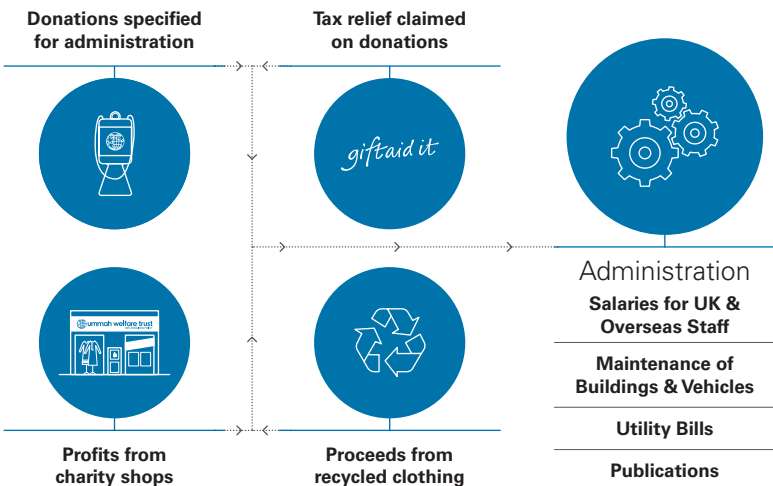 Donations specified
for administration
Tax relief claimed
on donations
giftaid it
ummah welfare trust
Profits from
charity shops
Proceeds from
recycled clothing
Administration
Salaries for UK &
Overseas Staff
Maintenance of
Buildings & Vehicles
Utility Bills
Publications